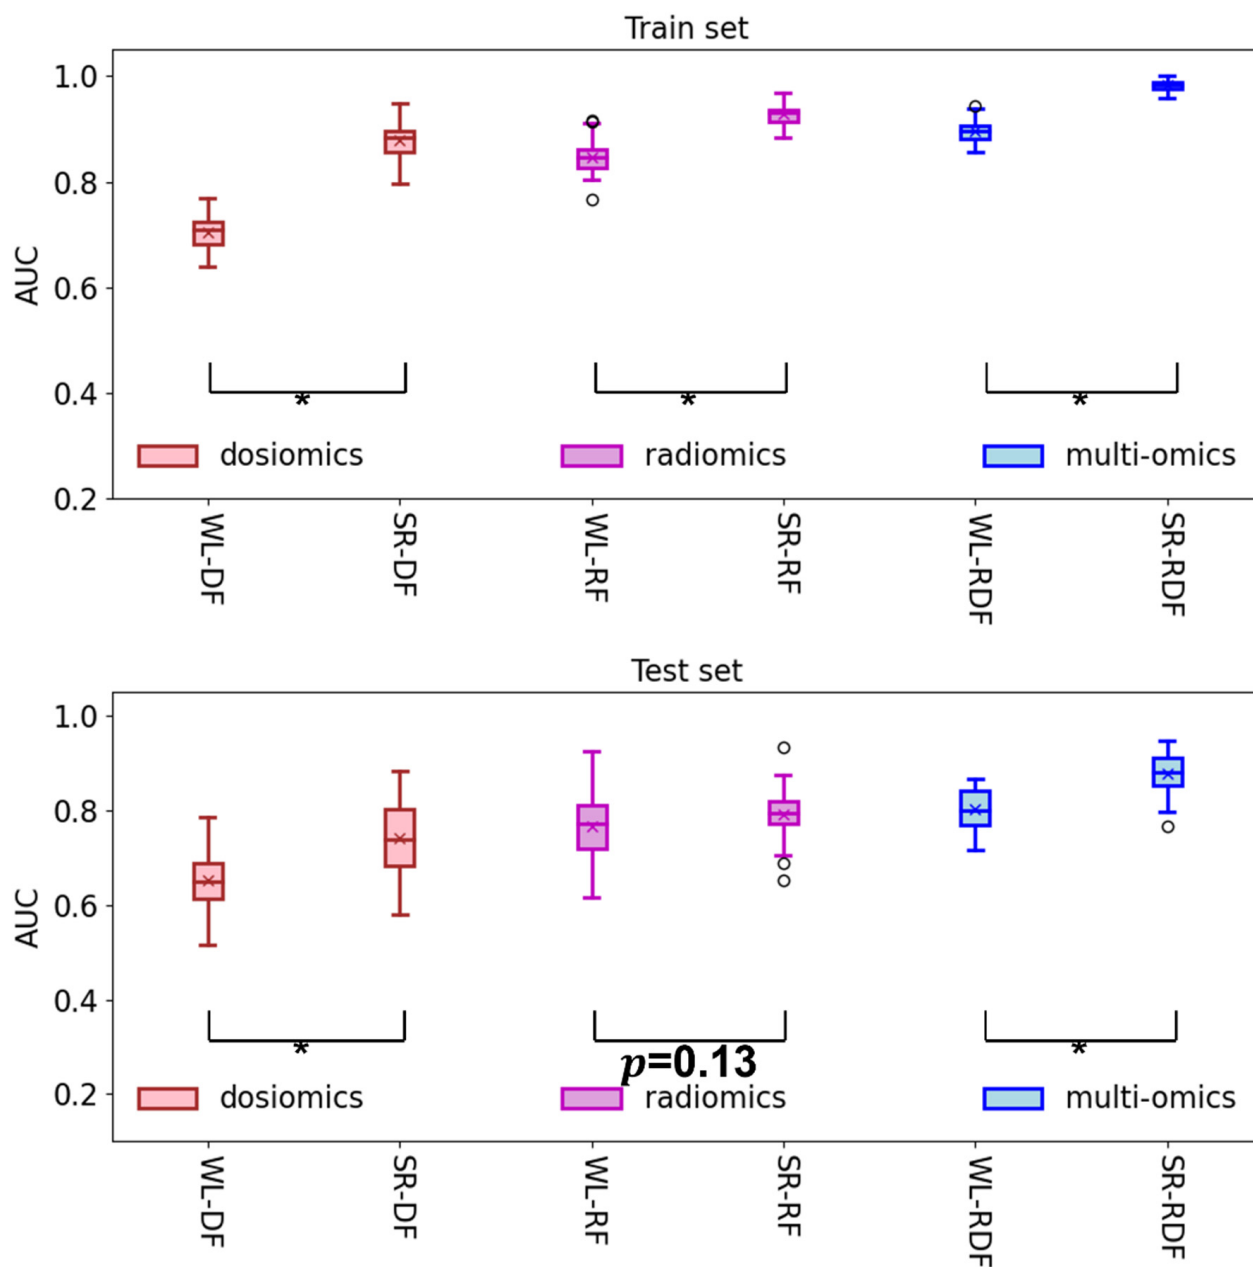 Train set
AUC
1.0
0.8
0.6
0.4
0.2
* * *
dosiomics radiomics multi-omics
WL-DF SR-DF WL-RF SR-RF WL-RDF SR-RDF
Test set
AUC
1.0
0.8
0.6
0.4
0.2
* p=0.13 *
dosiomics radiomics multi-omics
WL-DF SR-DF WL-RF SR-RF WL-RDF SR-RDF